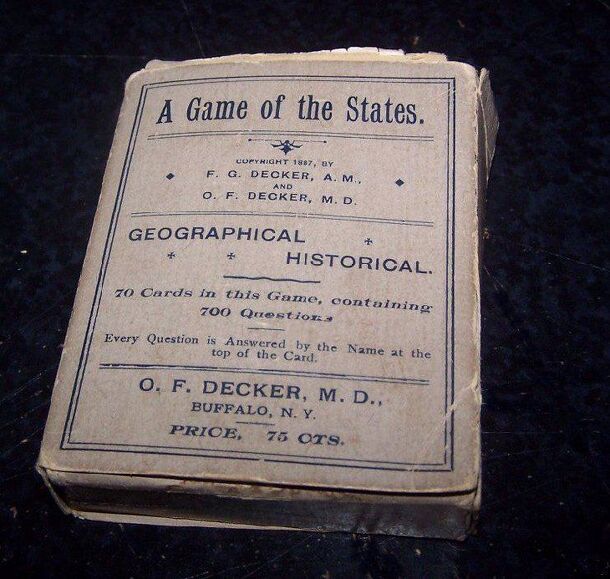 A Game of the States.
COPYRIGHT 1887, BY
F. G. DECKER, A. M.,
AND
O. F. DECKER, M. D.
GEOGRAPHICAL
HISTORICAL.
70 Cards in this Game, containing
700 Questions
Every Question is Answered by the Name at the
top of the Card.
O. F. DECKER, M. D.,
BUFFALO, N. Y.
PRICE, 75 CTS.